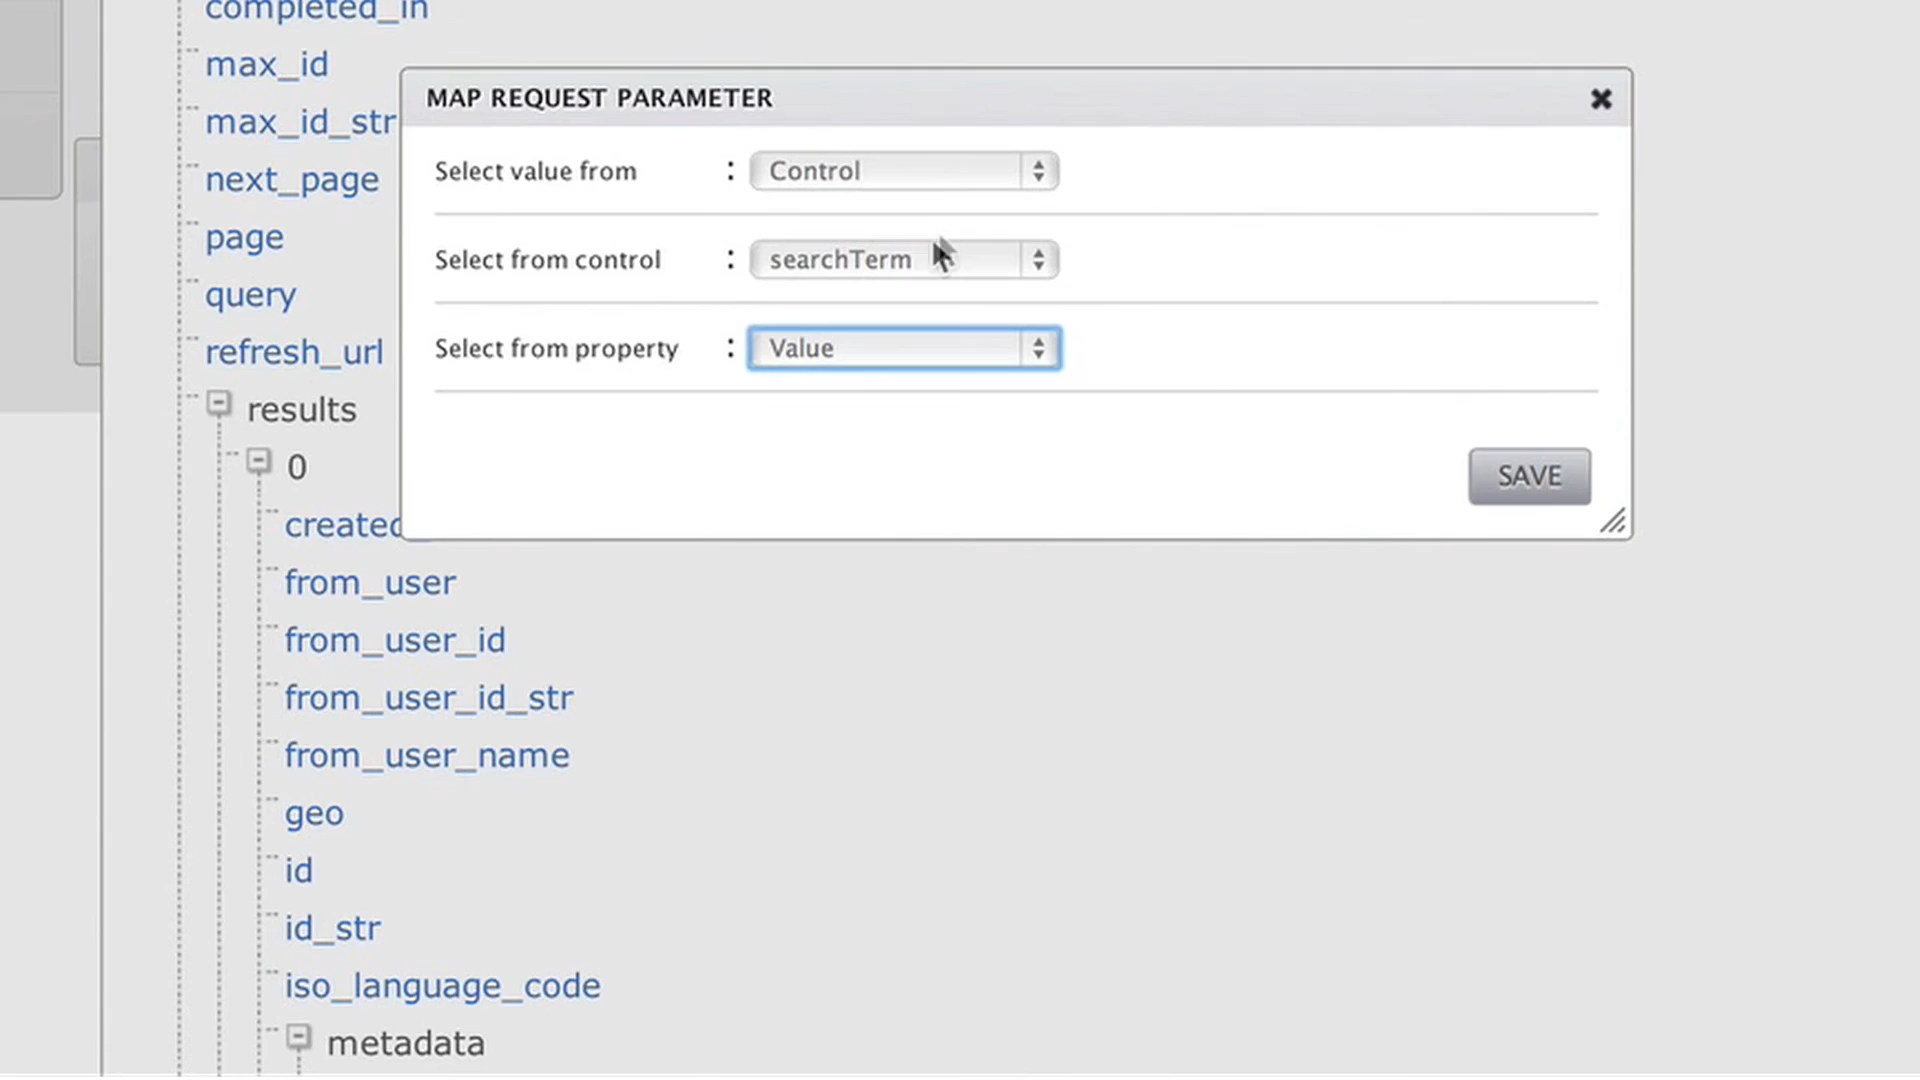 completed_in
max_id
MAP REQUEST PARAMETER
max_id_str
Select value from : Control
next_page
page
Select from control : searchTerm
query
Select from property : Value
refresh_url
results
0
SAVE
created_
from_user
from_user_id
from_user_id_str
from_user_name
geo
id
id_str
iso_language_code
metadata